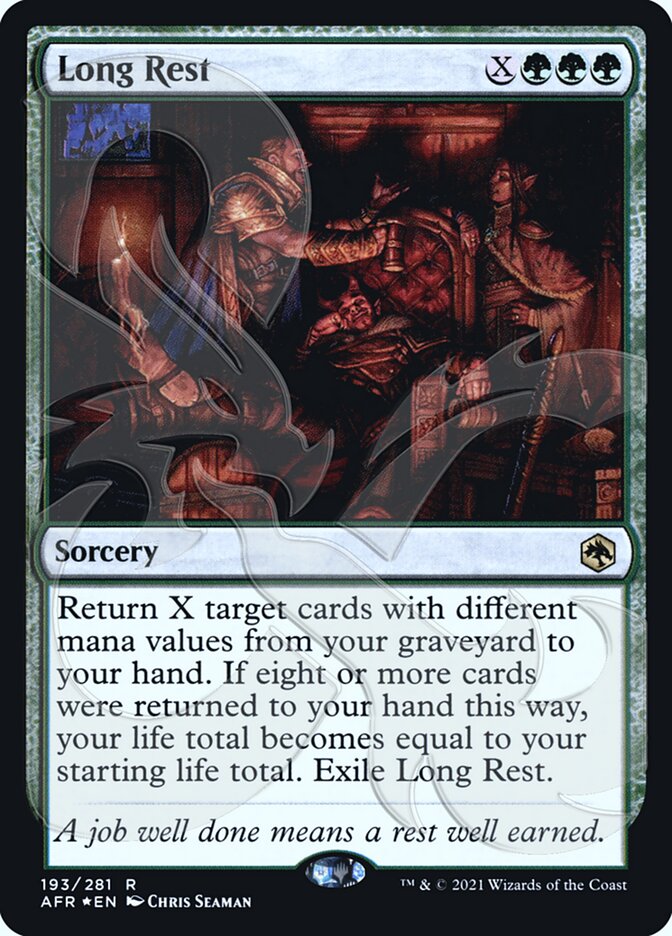 Long Rest X
Sorcery
Return X target cards with different
mana values from your graveyard to
your hand. If eight or more cards
were returned to your hand this way,
your life total becomes equal to your
starting life total. Exile Long Rest.
A job well done means a rest well earned.
193/281 R ™ & © 2021 Wizards of the Coast
AFR ★ EN Chris Seaman